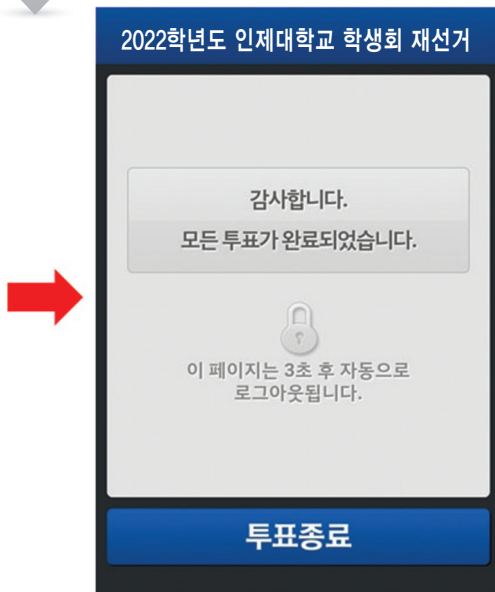 2022학년도 인제대학교 학생회 재선거
감사합니다.
모든 투표가 완료되었습니다.
이 페이지는 3초 후 자동으로
로그아웃됩니다.
투표종료